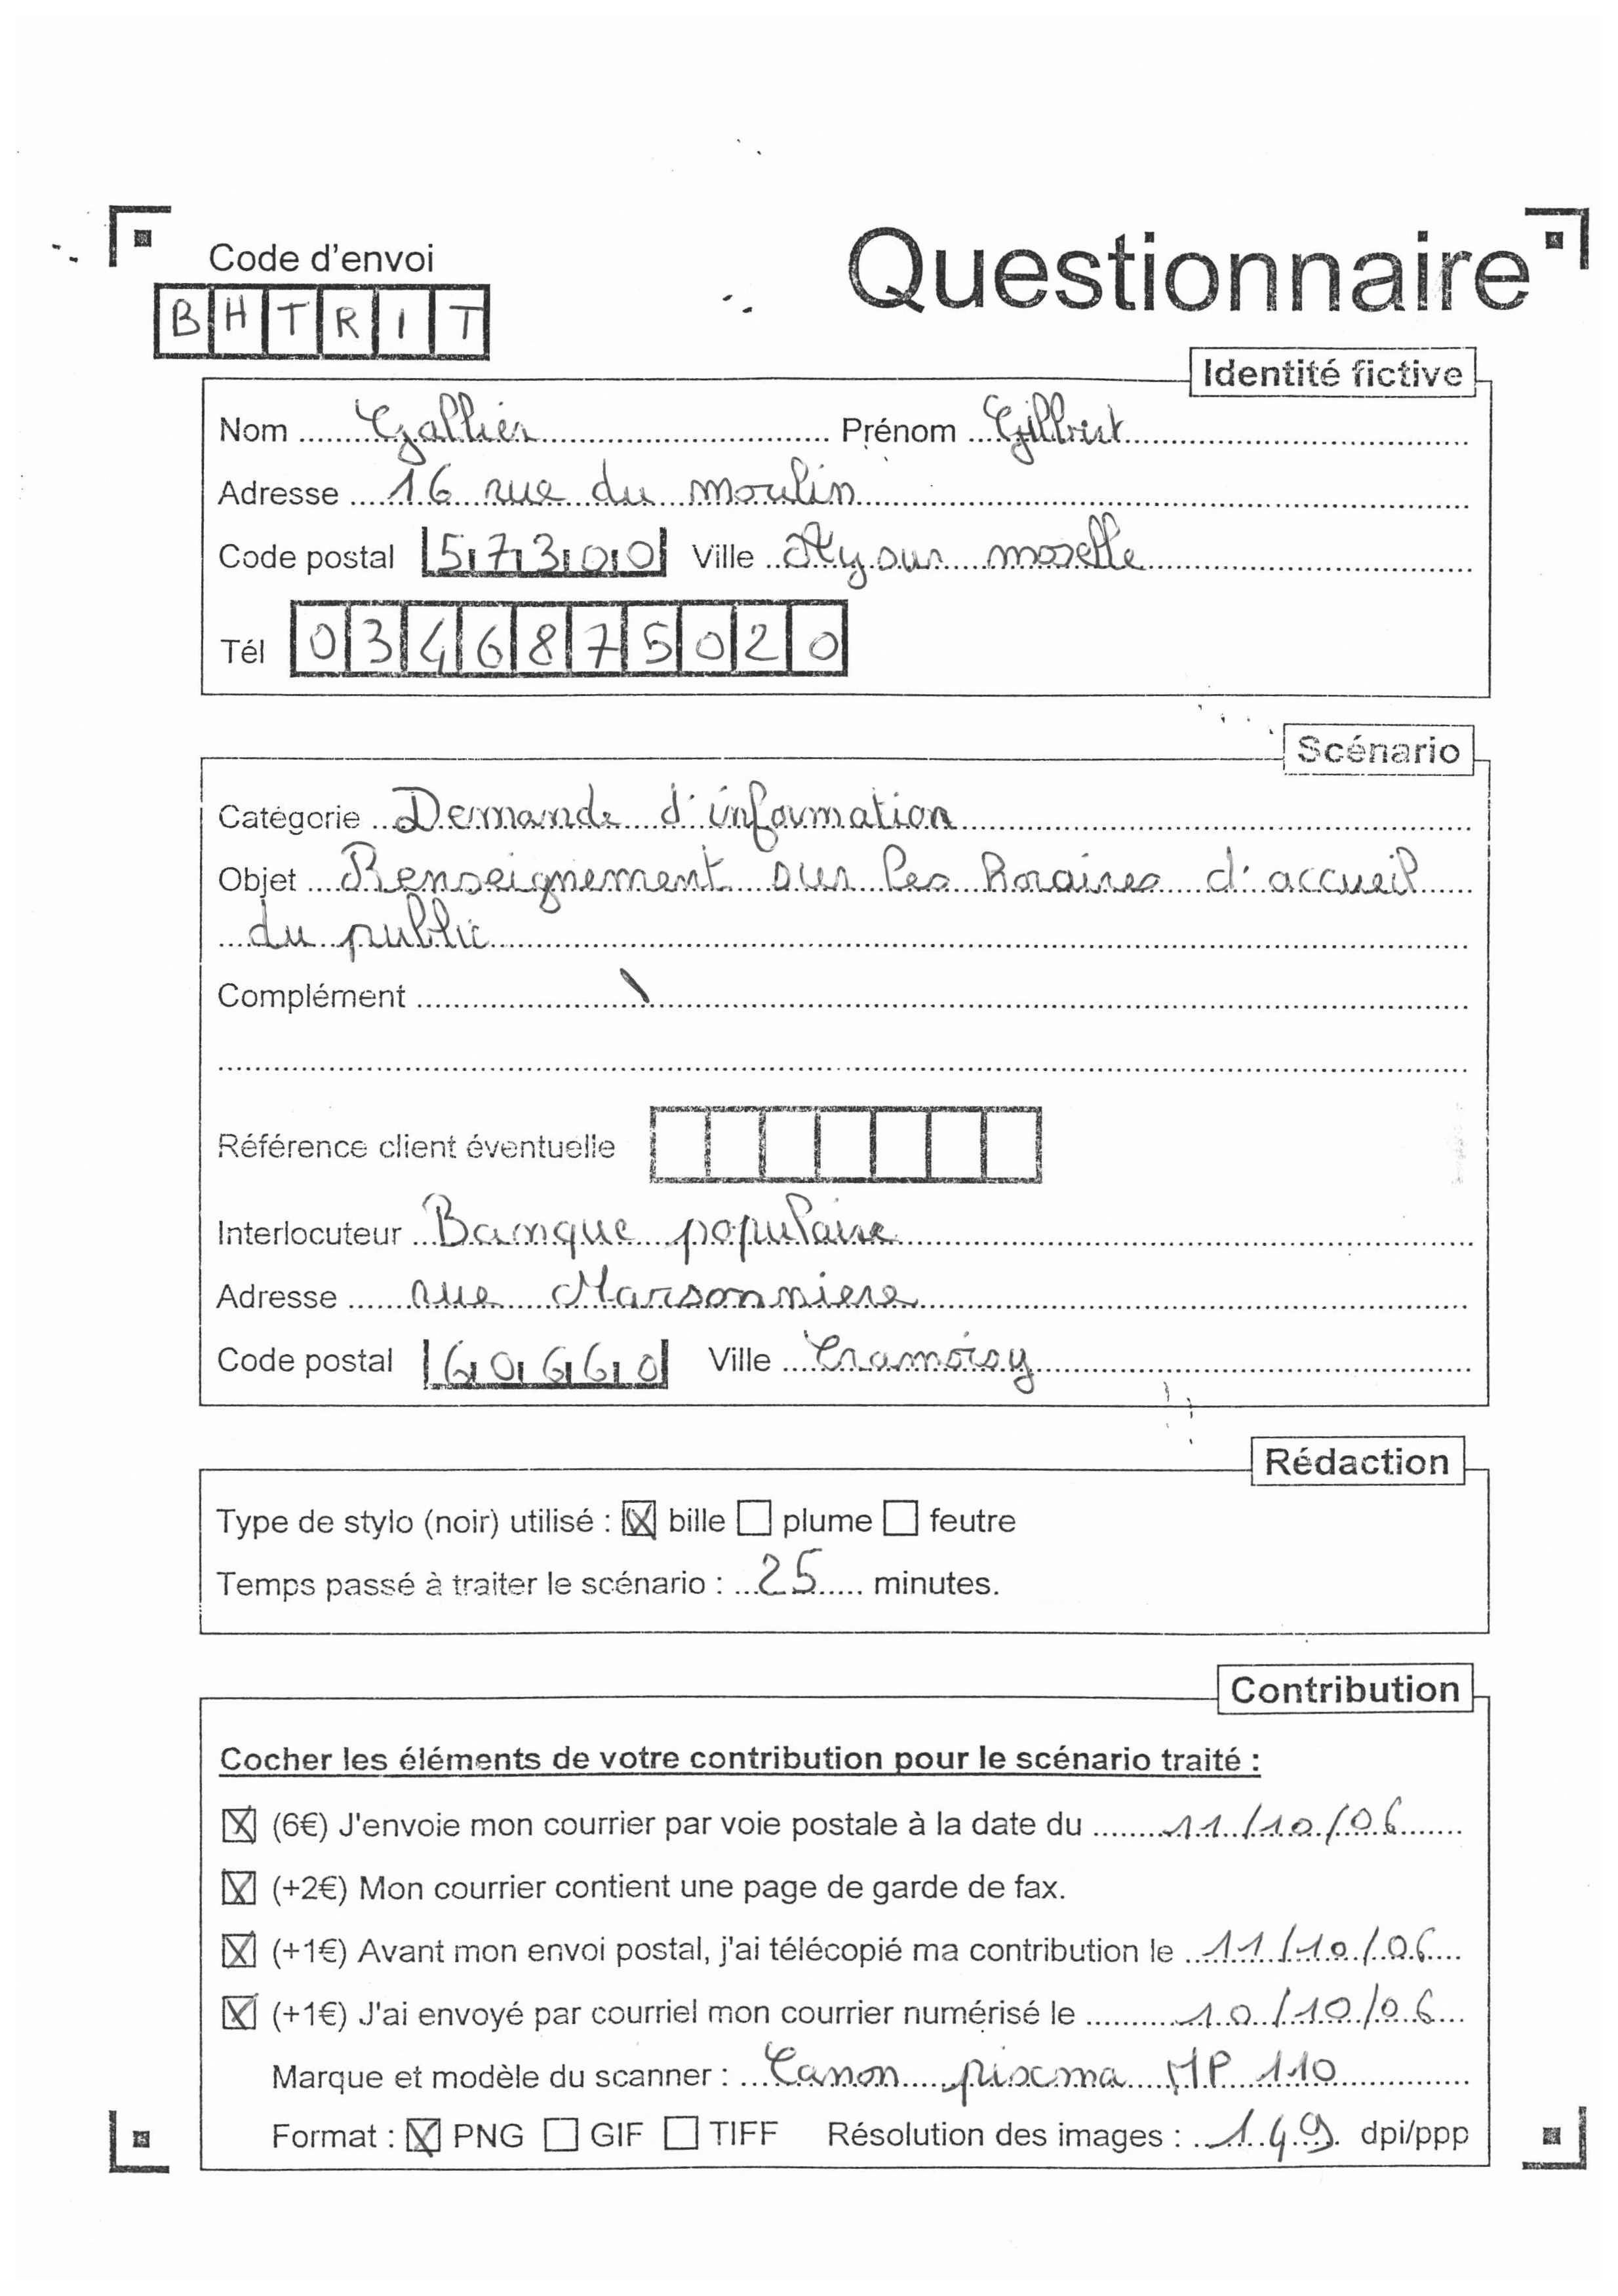 Code d'envoi
Questionnaire
BHTRIT
Identité fictive
Nom Gallier Prénom Gilbert
Adresse 16 rue du moulin
Code postal 57300 Ville Ay sur moselle
Tél 0346875020
Scénario
Catégorie Demande d'information
Objet Renseignement sur les horaires d'accueil
du public
Complément \
Référence client éventuelle
Interlocuteur Banque populaire
Adresse rue Marsonniere
Code postal 60660 Ville Cramoisy
Rédaction
Type de stylo (noir) utilisé : ☒ bille ☐ plume ☐ feutre
Temps passé à traiter le scénario : 25 minutes.
Contribution
Cocher les éléments de votre contribution pour le scénario traité :
☒ (6€) J'envoie mon courrier par voie postale à la date du 11/10/06
☒ (+2€) Mon courrier contient une page de garde de fax.
☒ (+1€) Avant mon envoi postal, j'ai télécopié ma contribution le 11/10/06
☒ (+1€) J'ai envoyé par courriel mon courrier numérisé le 10/10/06
Marque et modèle du scanner : Canon pixma MP 110
Format : ☒ PNG ☐ GIF ☐ TIFF Résolution des images : 149 dpi/ppp